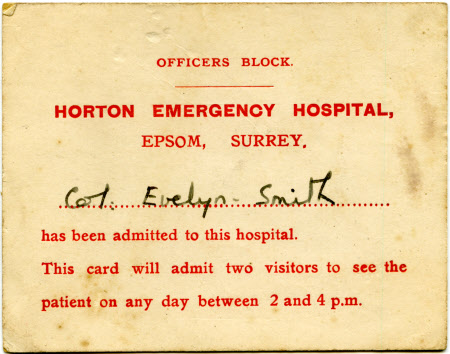 OFFICERS BLOCK.
HORTON EMERGENCY HOSPITAL,
EPSOM, SURREY.
Col. Evelyn-Smith
has been admitted to this hospital.
This card will admit two visitors to see the
patient on any day between 2 and 4 p.m.